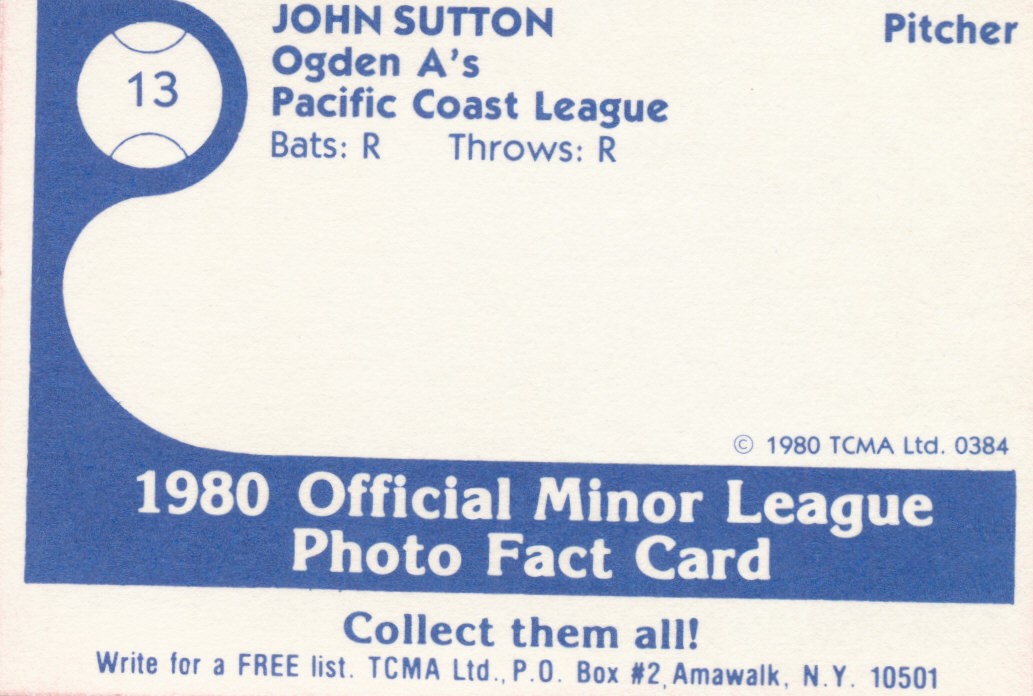 13
JOHN SUTTON
Pitcher
Ogden A's
Pacific Coast League
Bats: R Throws: R
© 1980 TCMA Ltd. 0384
1980 Official Minor League
Photo Fact Card
Collect them all!
Write for a FREE list. TCMA Ltd., P.O. Box #2, Amawalk, N.Y. 10501